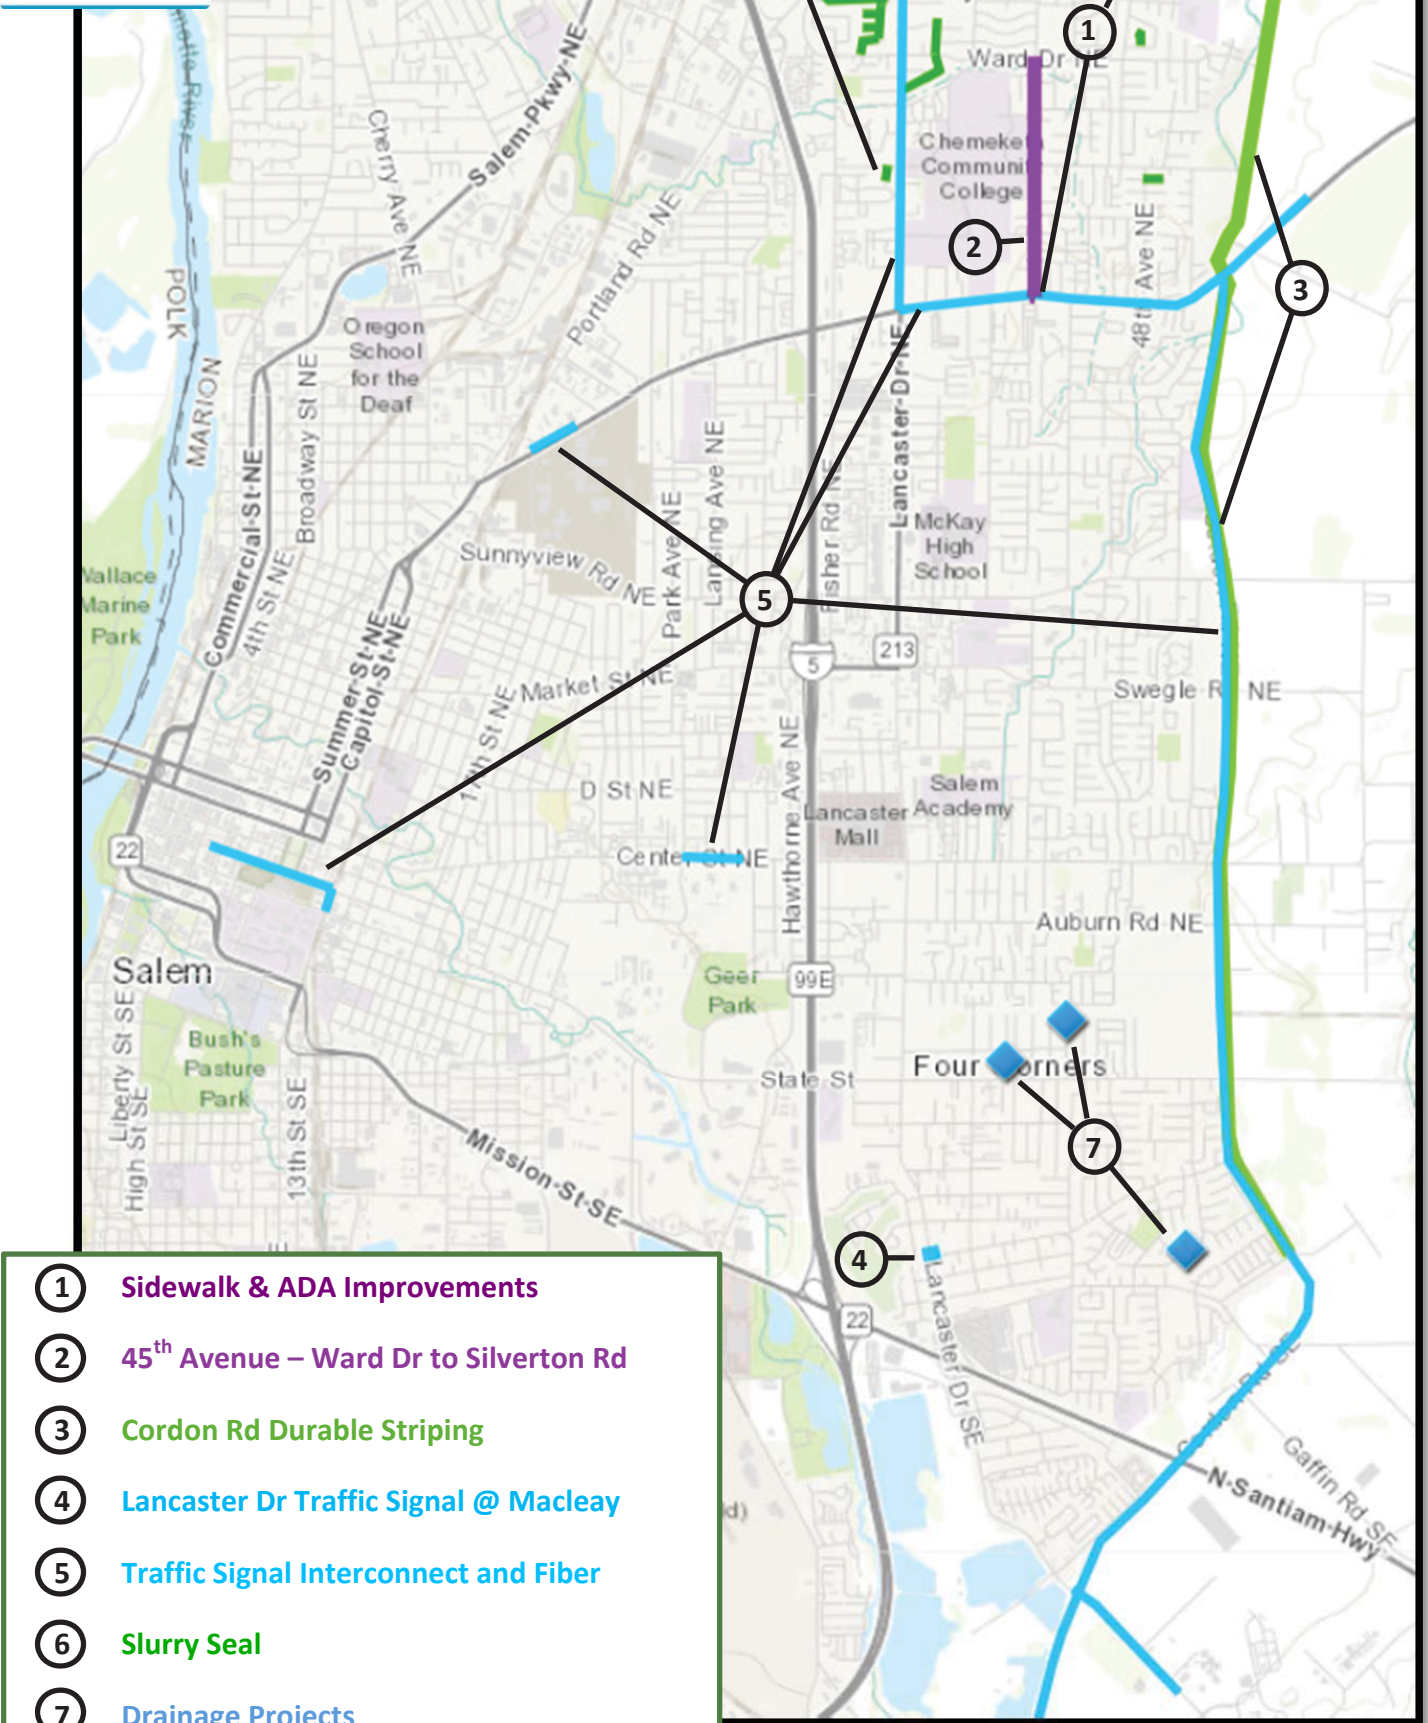 Ward Dr NE
1
Salem-Pkwy-NE
Cherry Ave NE
Portland Rd NE
Chemeket
Communit
College
2
48th Ave NE
3
POLK
MARION
Oregon
School
for the
Deaf
Broadway St NE
Commercial-St-NE
4th St NE
Sunnyview Rd NE
Park Ave NE
Lansing Ave NE
Fisher Rd NE
Lancaster-Dr-NE
McKay
High
School
Wallace
Marine
Park
Summer-St-NE
Capitol-St-NE
17th St NE
Market St NE
5
5
213
Swegle R NE
D St NE
Hawthorne Ave NE
Lancaster
Mall
Salem
Academy
22
Center St NE
Auburn Rd NE
Salem
Geer
Park
99E
Liberty St SE
High St SE
Bush's
Pasture
Park
13th St SE
State St
Four Corners
7
Mission-St-SE
4
Lancaster Dr SE
22
Cordon Rd SE
Gaffin Rd SE
N-Santiam-Hwy
1 Sidewalk & ADA Improvements
2 45th Avenue – Ward Dr to Silverton Rd
3 Cordon Rd Durable Striping
4 Lancaster Dr Traffic Signal @ Macleay
5 Traffic Signal Interconnect and Fiber
6 Slurry Seal
7 Drainage Projects